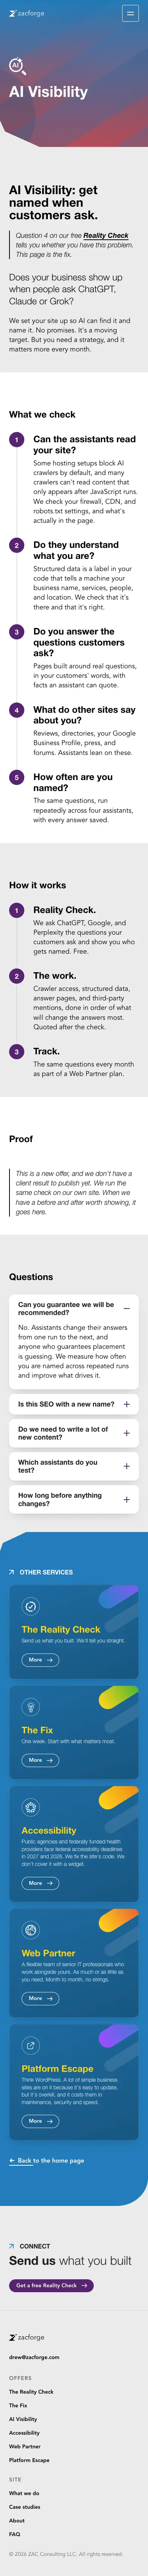 zacforge
AI
AI Visibility
AI Visibility: get
named when
customers ask.
Question 4 on our free Reality Check
tells you whether you have this problem.
This page is the fix.
Does your business show up
when people ask ChatGPT,
Claude or Grok?
We set your site up so AI can find it and
name it. No promises. It's a moving
target. But you need a strategy, and it
matters more every month.
What we check
1
Can the assistants read
your site?
Some hosting setups block AI
crawlers by default, and many
crawlers can't read content that
only appears after JavaScript runs.
We check your firewall, CDN, and
robots.txt settings, and what's
actually in the page.
2
Do they understand
what you are?
Structured data is a label in your
code that tells a machine your
business name, services, people,
and location. We check that it's
there and that it's right.
3
Do you answer the
questions customers
ask?
Pages built around real questions,
in your customers' words, with
facts an assistant can quote.
4
What do other sites say
about you?
Reviews, directories, your Google
Business Profile, press, and
forums. Assistants lean on these.
5
How often are you
named?
The same questions, run
repeatedly across four assistants,
with every answer saved.
How it works
1
Reality Check.
We ask ChatGPT, Google, and
Perplexity the questions your
customers ask and show you who
gets named. Free.
2
The work.
Crawler access, structured data,
answer pages, and third-party
mentions, done in order of what
will change the answers most.
Quoted after the check.
3
Track.
The same questions every month
as part of a Web Partner plan.
Proof
This is a new offer, and we don't have a
client result to publish yet. We run the
same check on our own site. When we
have a before and after worth showing, it
goes here.
Questions
Can you guarantee we will be
recommended?
No. Assistants change their answers
from one run to the next, and
anyone who guarantees placement
is guessing. We measure how often
you are named across repeated runs
and improve what drives it.
Is this SEO with a new name?
Do we need to write a lot of
new content?
Which assistants do you
test?
How long before anything
changes?
OTHER SERVICES
The Reality Check
Send us what you built. We'll tell you straight.
More
The Fix
One week. Start with what matters most.
More
Accessibility
Public agencies and federally funded health
providers face federal accessibility deadlines
in 2027 and 2028. We fix the site's code. We
don't cover it with a widget.
More
Web Partner
A flexible team of senior IT professionals who
work alongside yours. As much or as little as
you need. Month to month, no strings.
More
Platform Escape
Think WordPress. A lot of simple business
sites are on it because it's easy to update,
but it's overkill, and it costs them in
maintenance, security and speed.
More
Back to the home page
CONNECT
Send us what you built
Get a free Reality Check
zacforge
drew@zacforge.com
OFFERS
The Reality Check
The Fix
AI Visibility
Accessibility
Web Partner
Platform Escape
SITE
What we do
Case studies
About
FAQ
© 2026 ZAC Consulting LLC. All rights reserved.